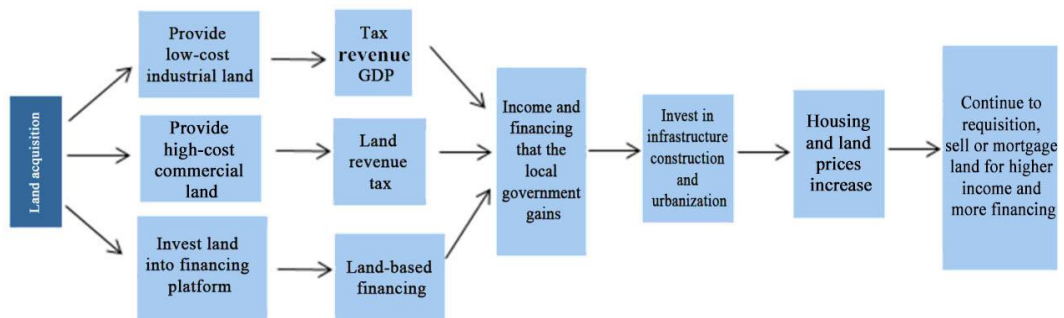 Land acquisition
Provide
low-cost
industrial land
Tax
revenue
GDP
Provide
high-cost
commercial
land
Land
revenue
tax
Invest land
into financing
platform
Land-based
financing
Income and
financing
that the
local
government
gains
Invest in
infrastructure
construction
and
urbanization
Housing
and land
prices
increase
Continue to
requisition,
sell or mortgage
land for higher
income and
more financing